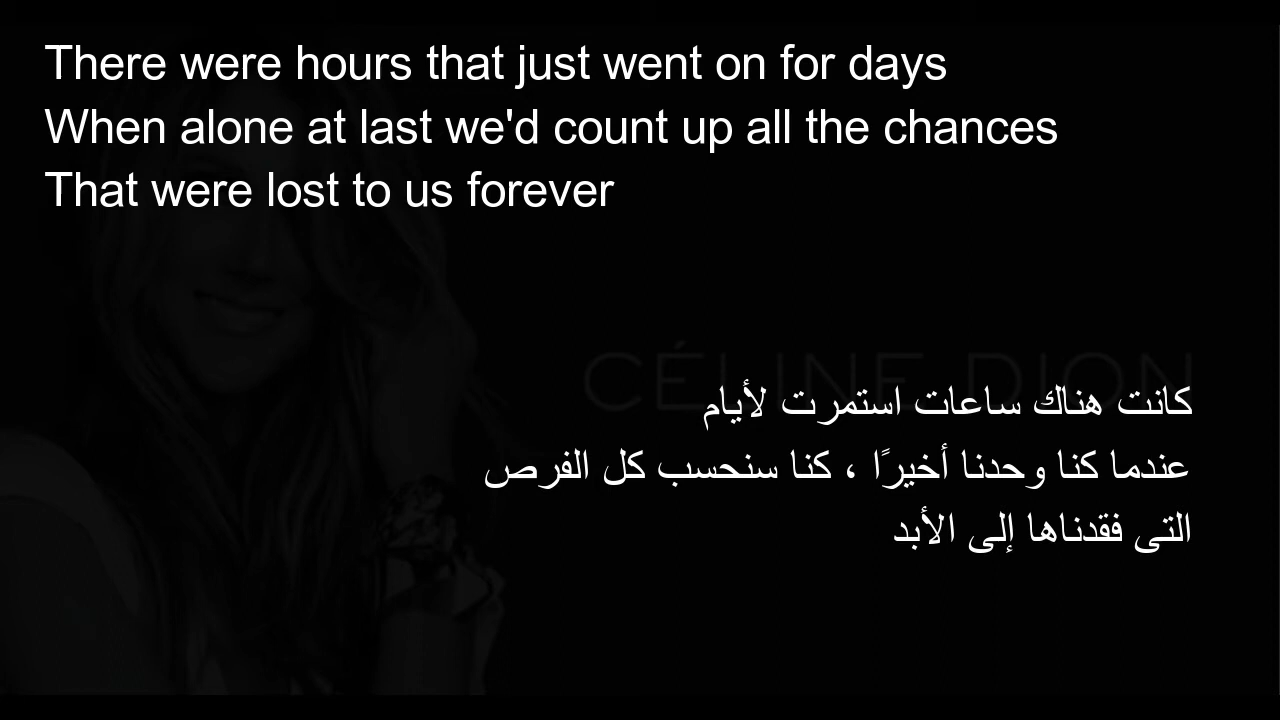 There were hours that just went on for days
When alone at last we'd count up all the chances
That were lost to us forever
CÉLINE DION
كانت هناك ساعات استمرت لأيام
عندما كنا وحدنا أخيرًا ، كنا سنحسب كل الفرص
التى فقدناها إلى الأبد